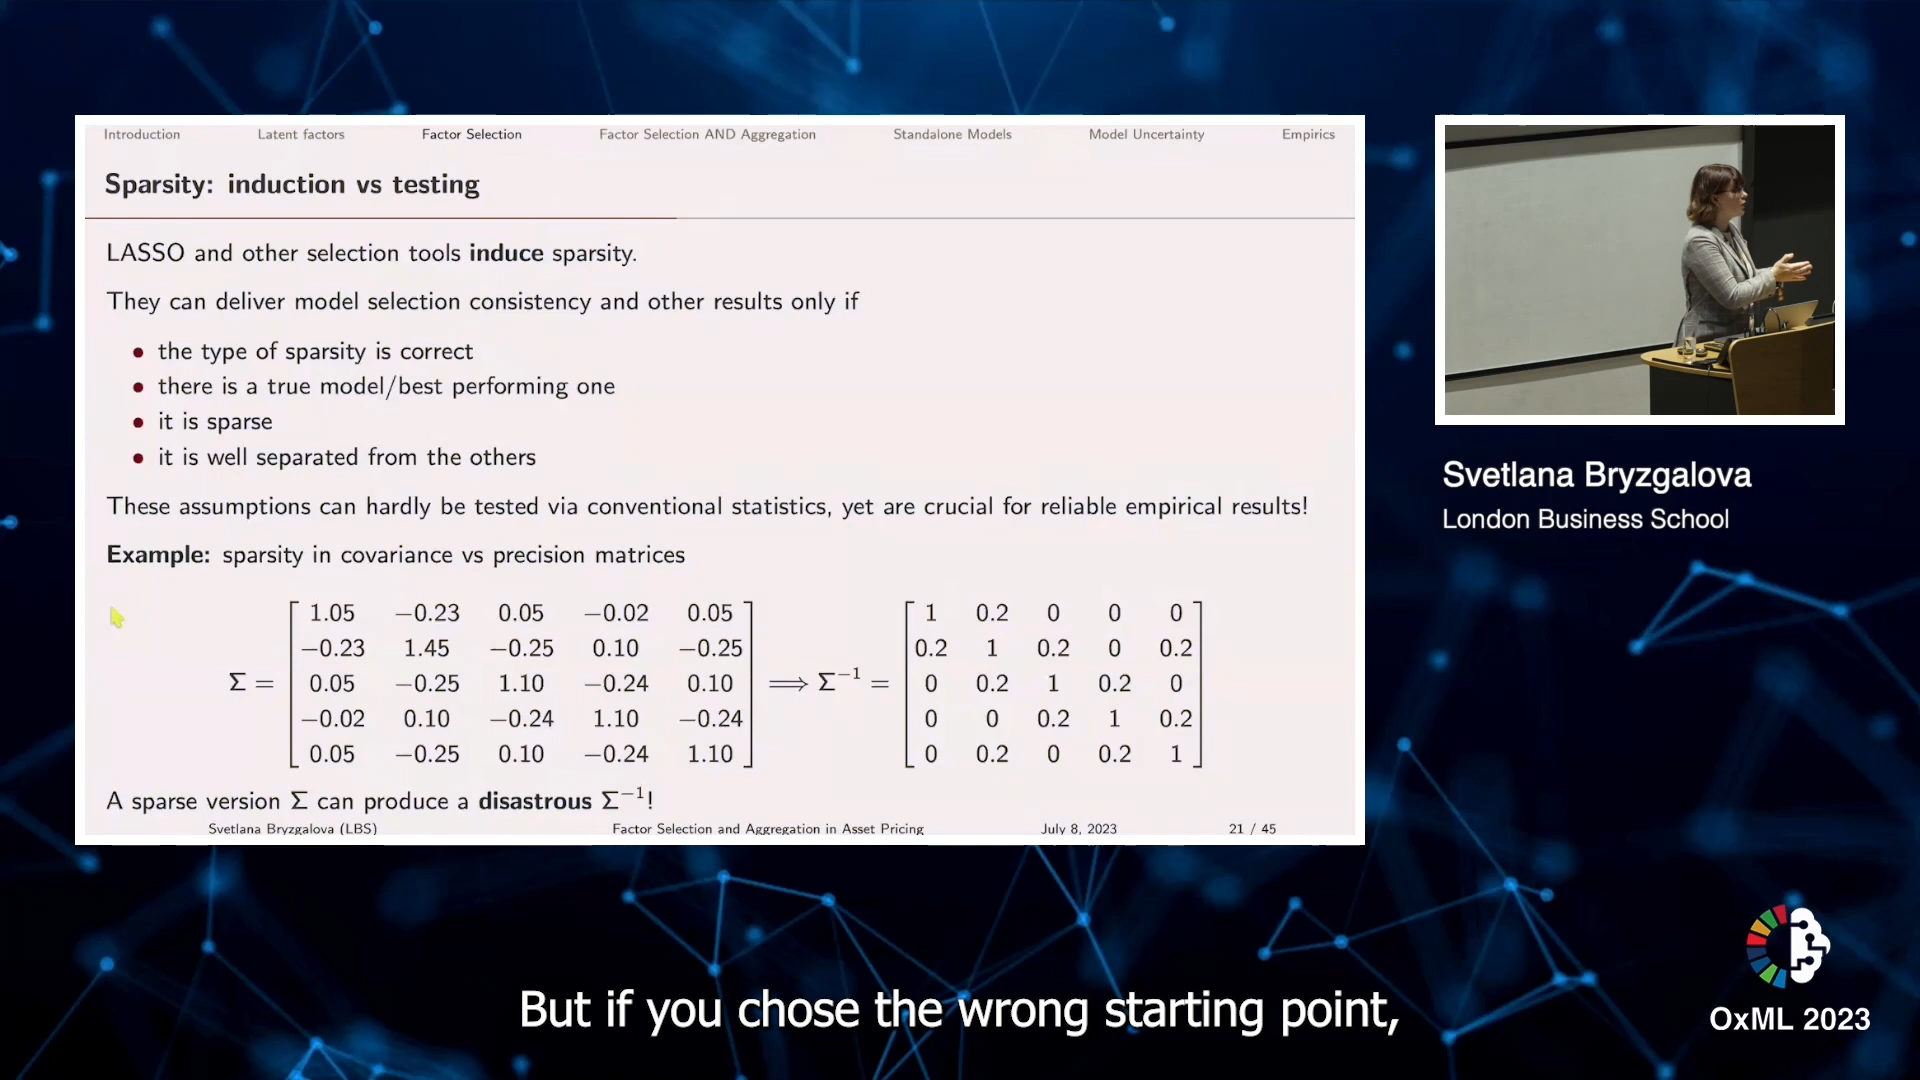 Introduction Latent factors Factor Selection Factor Selection AND Aggregation Standalone Models Model Uncertainty Empirics
Sparsity: induction vs testing
LASSO and other selection tools induce sparsity.
They can deliver model selection consistency and other results only if
• the type of sparsity is correct
• there is a true model/best performing one
• it is sparse
• it is well separated from the others
These assumptions can hardly be tested via conventional statistics, yet are crucial for reliable empirical results!
Example: sparsity in covariance vs precision matrices
1.05 −0.23 0.05 −0.02 0.05 1 0.2 0 0 0
−0.23 1.45 −0.25 0.10 −0.25 0.2 1 0.2 0 0.2
Σ = 0.05 −0.25 1.10 −0.24 0.10 ⟹ Σ⁻¹ = 0 0.2 1 0.2 0
−0.02 0.10 −0.24 1.10 −0.24 0 0 0.2 1 0.2
0.05 −0.25 0.10 −0.24 1.10 0 0.2 0 0.2 1
A sparse version Σ can produce a disastrous Σ⁻¹!
Svetlana Bryzgalova (LBS) Factor Selection and Aggregation in Asset Pricing July 8, 2023 21 / 45
Svetlana Bryzgalova
London Business School
But if you chose the wrong starting point,
OxML 2023